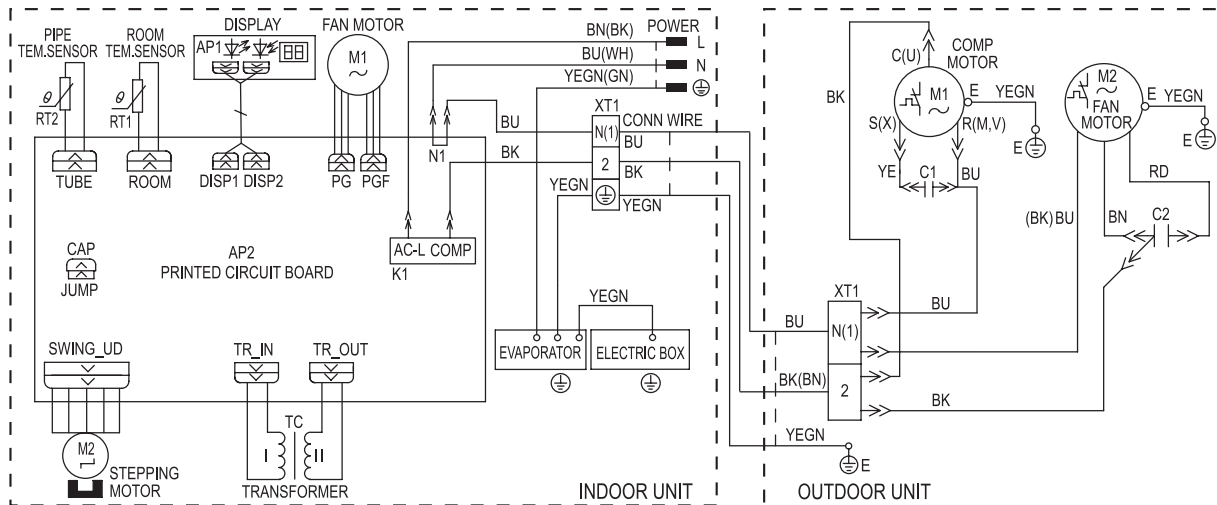 PIPE
TEM.SENSOR
θ
RT2
TUBE
ROOM
TEM.SENSOR
θ
RT1
ROOM
DISPLAY
AP1
DISP1 DISP2
FAN MOTOR
M1
PG PGF
BN(BK)
BU(WH)
YEGN(GN)
POWER
L
N
BU
N1
BK
XT1
N(1)
2
CONN WIRE
BU
BK
YEGN
YEGN
AC-L COMP
K1
CAP
JUMP
AP2
PRINTED CIRCUIT BOARD
YEGN
EVAPORATOR
ELECTRIC BOX
SWING_UD
TR_IN
TR_OUT
M2
STEPPING
MOTOR
TC
I
II
TRANSFORMER
INDOOR UNIT
C(U)
COMP
MOTOR
M1
E
YEGN
E
BK
S(X)
R(M,V)
YE
C1
BU
M2
FAN
MOTOR
E
YEGN
E
RD
(BK) BU
BN
C2
XT1
N(1)
2
BU
BU
BK(BN)
BK
YEGN
E
OUTDOOR UNIT